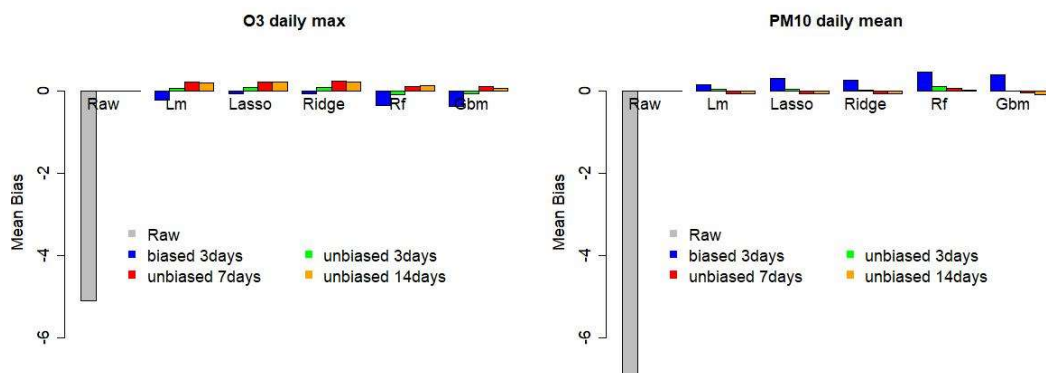 O3 daily max
Mean Bias
0
-2
-4
-6
Raw Lm Lasso Ridge Rf Gbm
Raw
biased 3days unbiased 3days
unbiased 7days unbiased 14days
PM10 daily mean
Mean Bias
0
-2
-4
-6
Raw Lm Lasso Ridge Rf Gbm
Raw
biased 3days unbiased 3days
unbiased 7days unbiased 14days